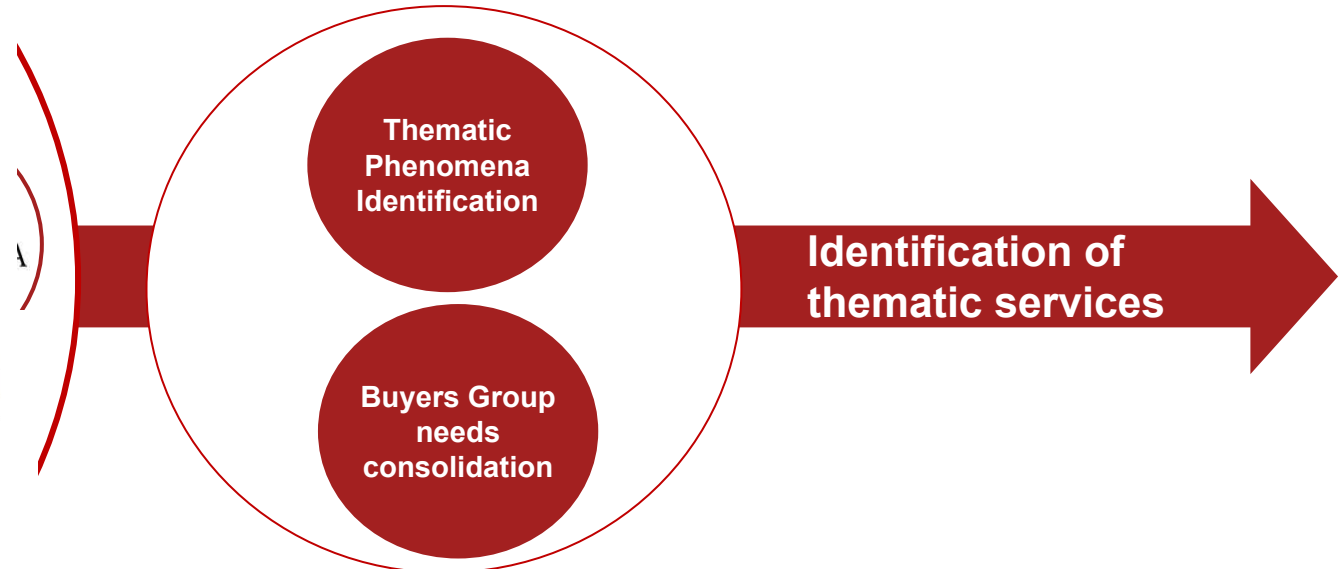 Thematic
Phenomena
Identification
Identification of
thematic services
Buyers Group
needs
consolidation